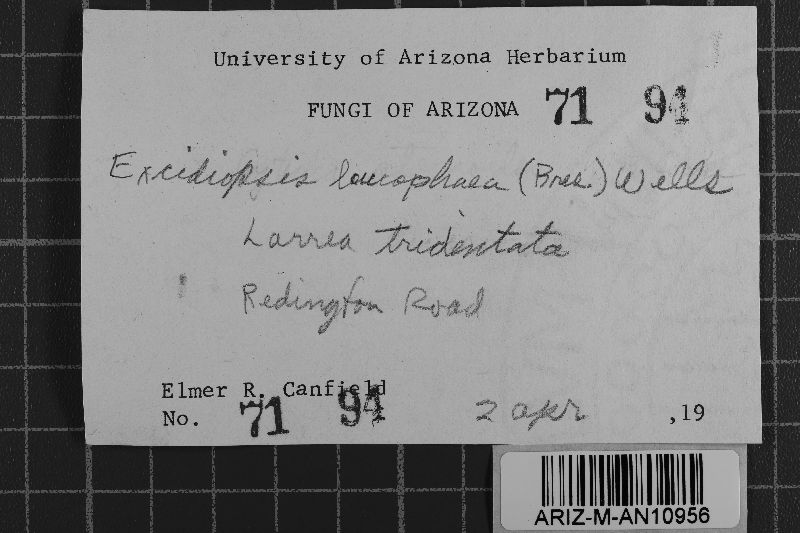 University of Arizona Herbarium
FUNGI OF ARIZONA 71 94
Exidiopsis leucophaea (Bres.) Wells
Larrea tridentata
Redington Road
Elmer R. Canfield
No. 71 94 2 apr ,19
ARIZ-M-AN10956